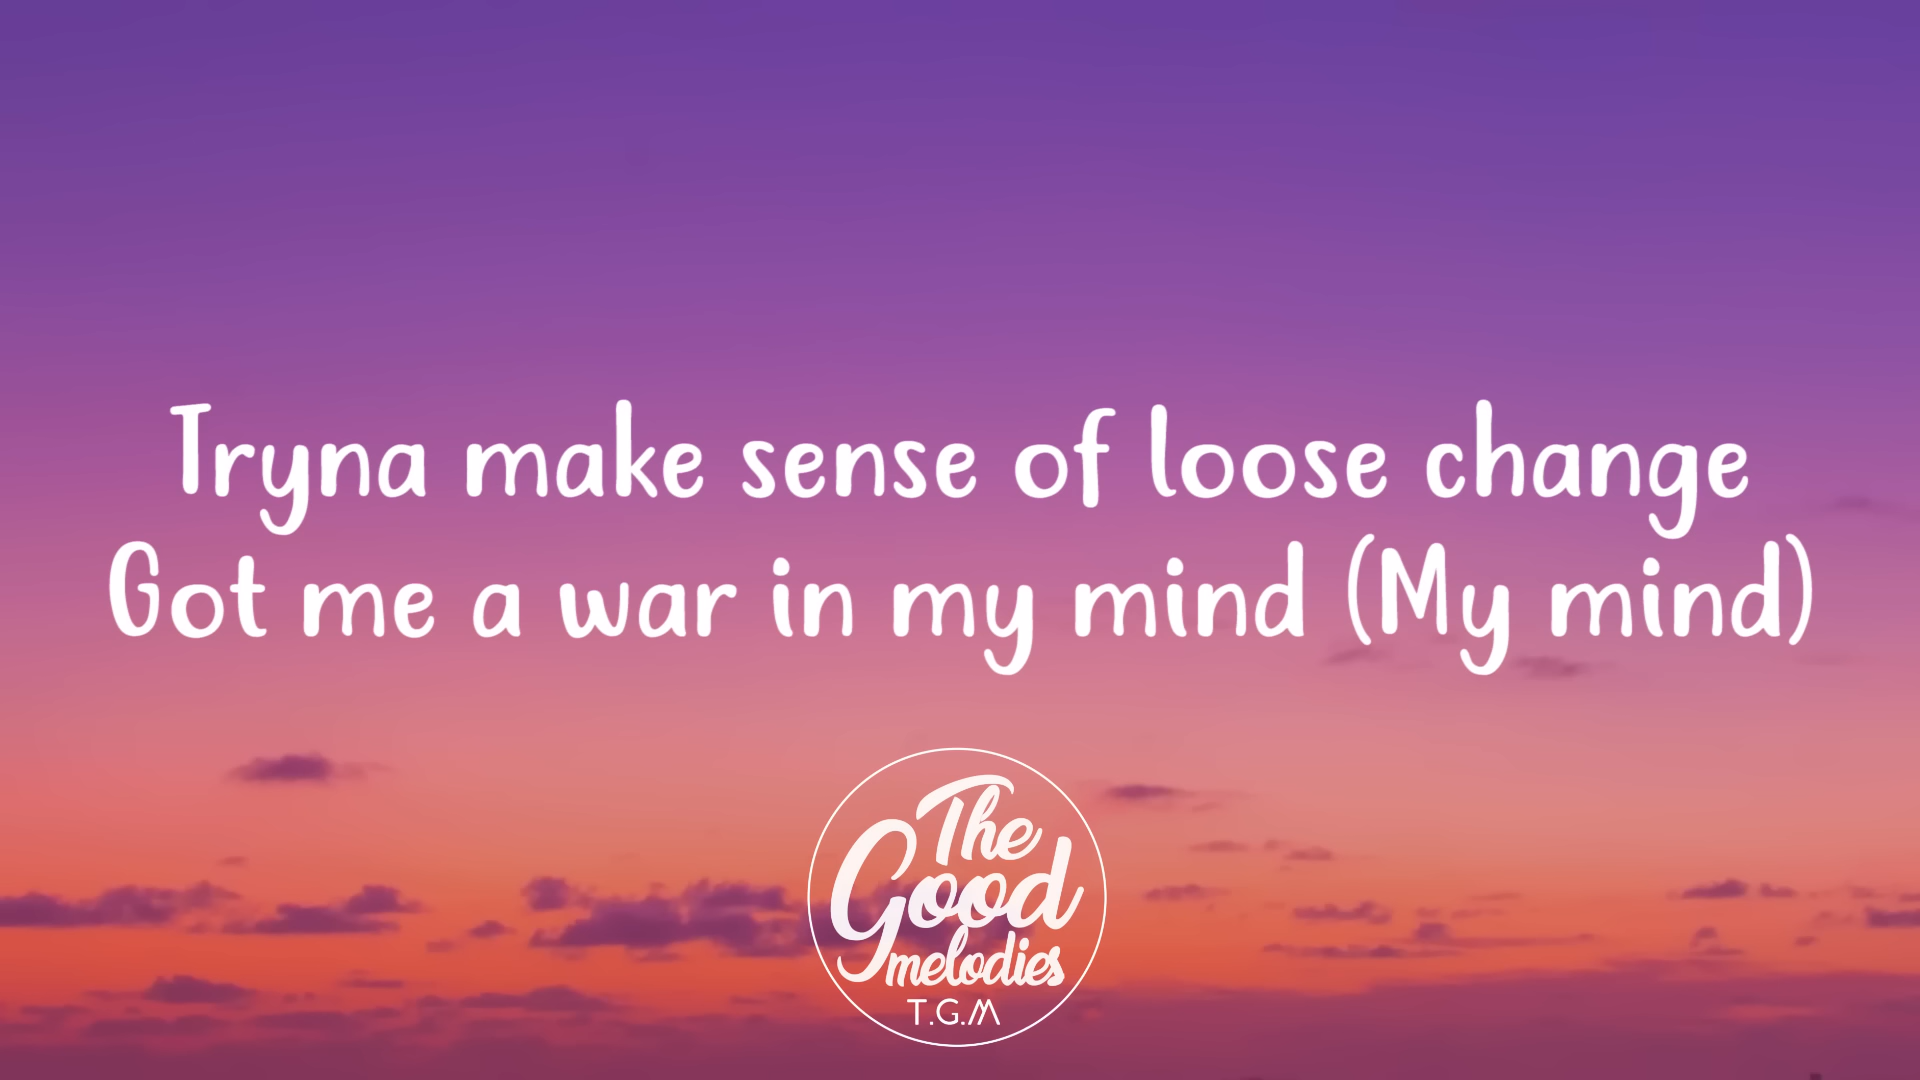 Tryna make sense of loose change
Got me a war in my mind (My mind)
The
Good
melodies
T.G.M